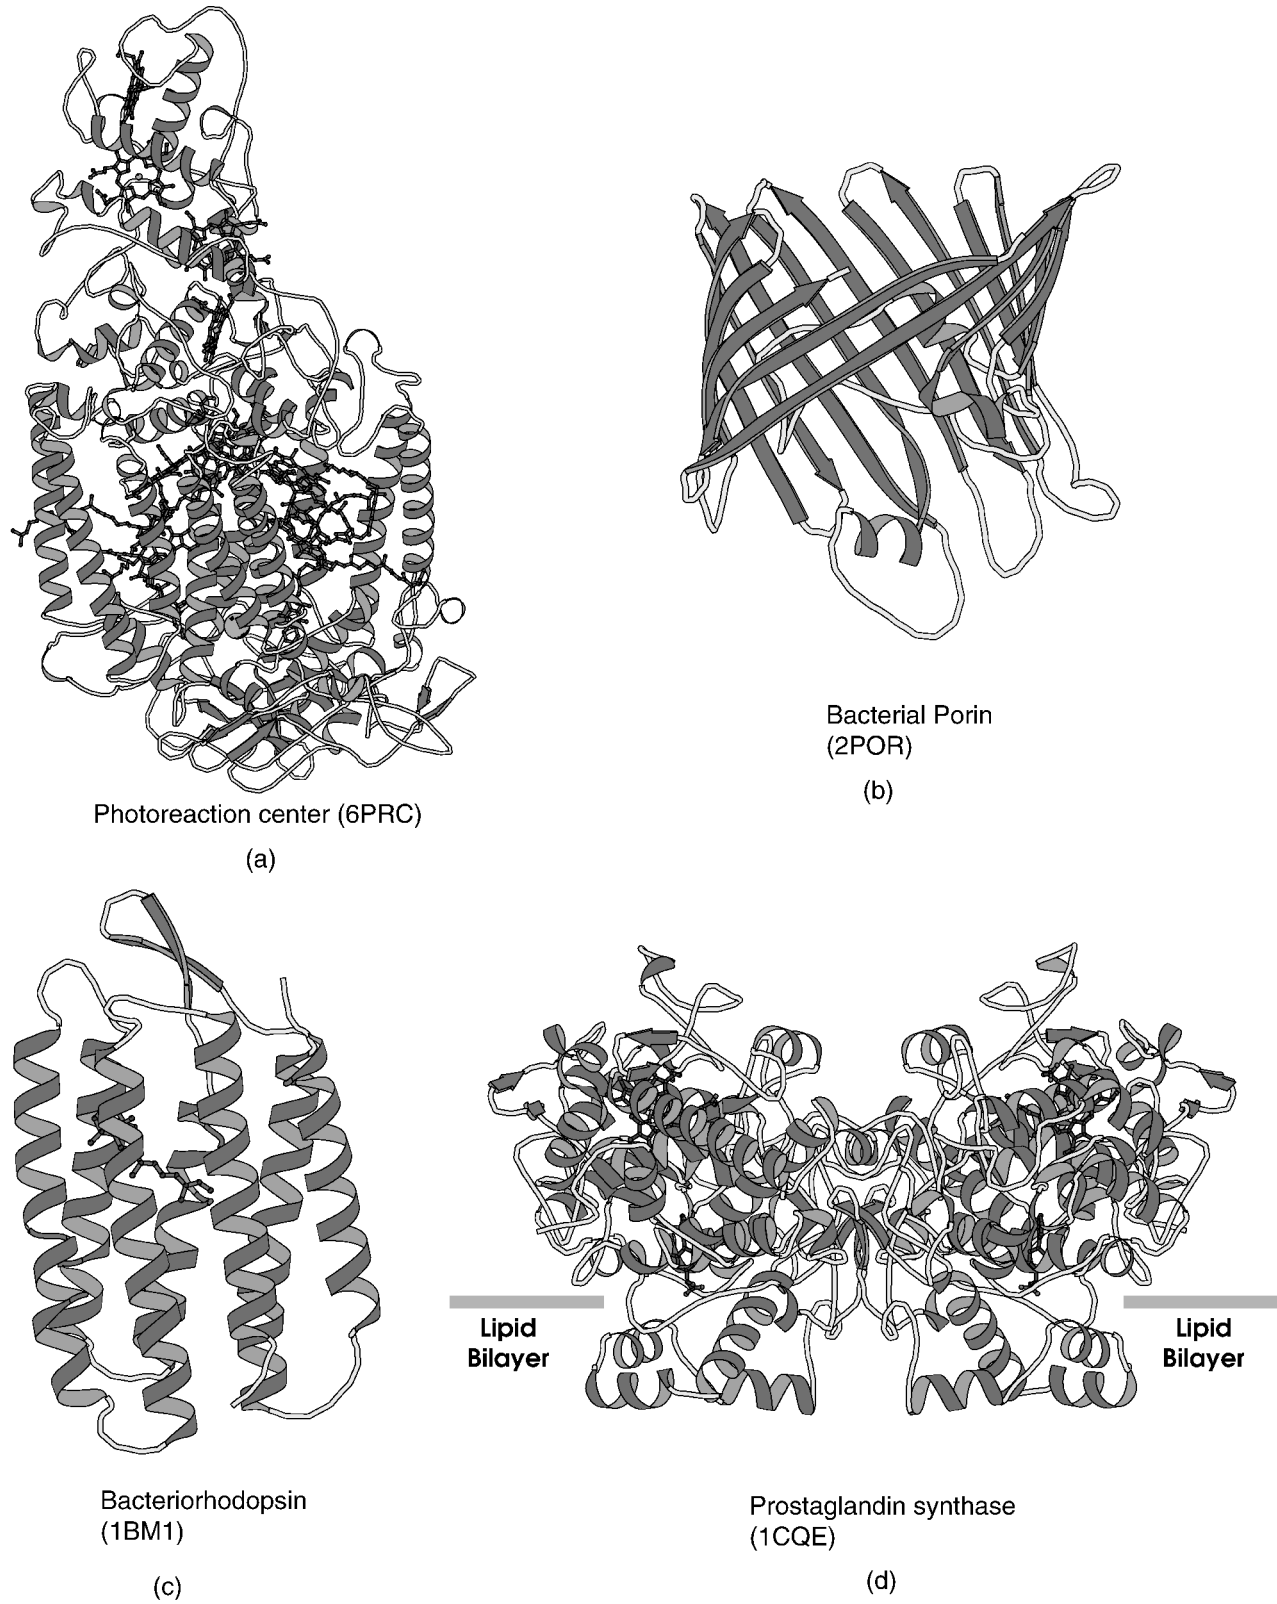 Photoreaction center (6PRC)
(a)
Bacterial Porin
(2POR)
(b)
Bacteriorhodopsin
(1BM1)
(c)
Lipid
Bilayer
Lipid
Bilayer
Prostaglandin synthase
(1CQE)
(d)